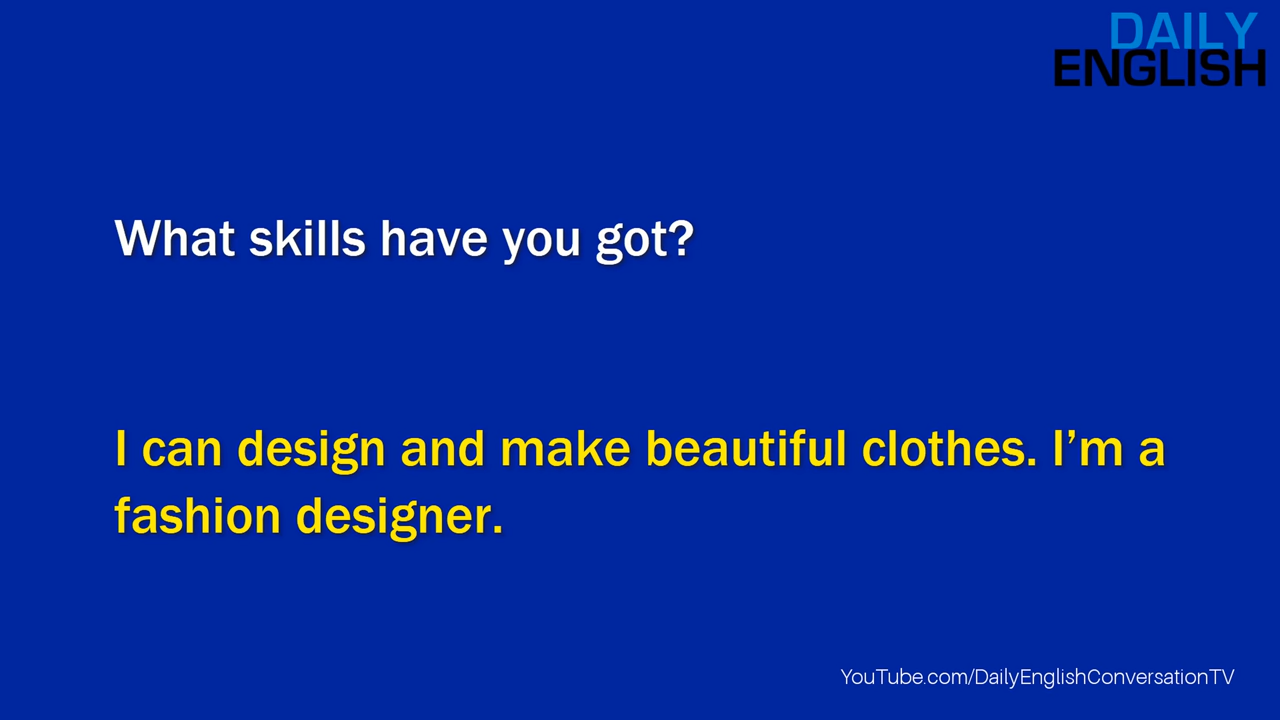 DAILY
ENGLISH
What skills have you got?
I can design and make beautiful clothes. I’m a
fashion designer.
YouTube.com/DailyEnglishConversationTV